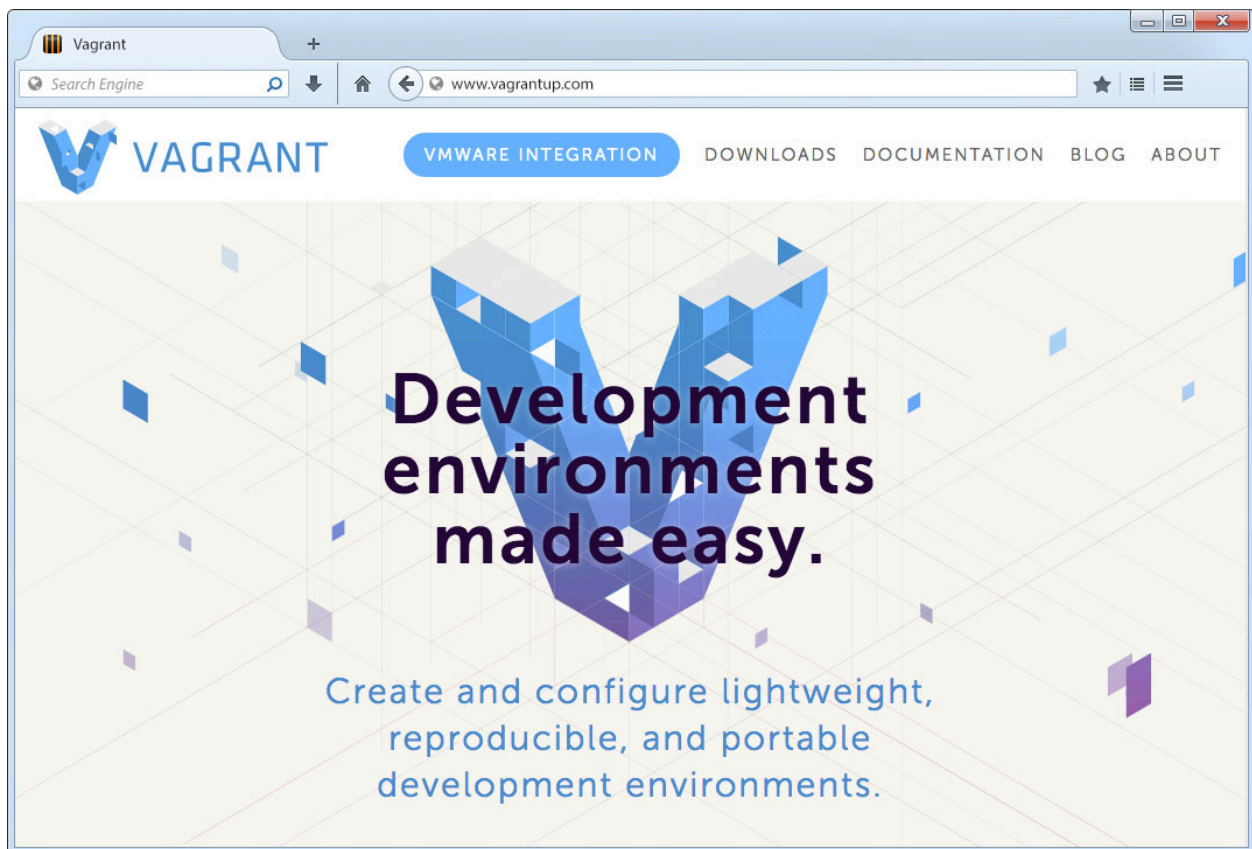 Vagrant
Search Engine
www.vagrantup.com
VAGRANT
VMWARE INTEGRATION
DOWNLOADS
DOCUMENTATION
BLOG
ABOUT
Development
environments
made easy.
Create and configure lightweight,
reproducible, and portable
development environments.